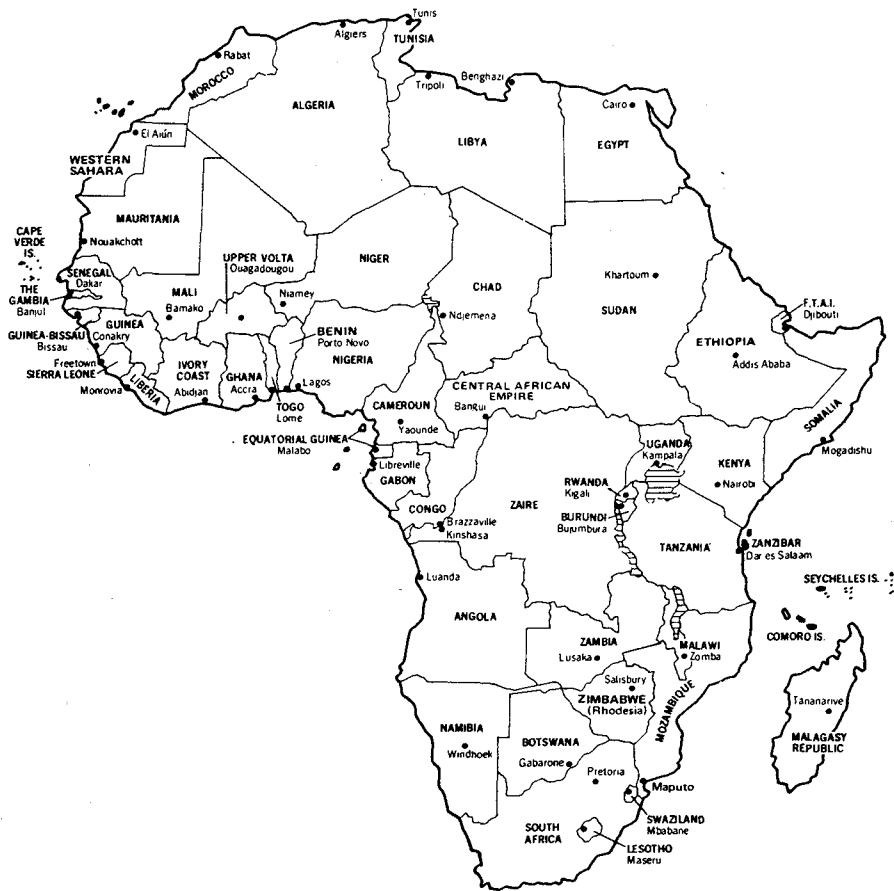 Tunis
Algiers
TUNISIA
Rabat
MOROCCO
Tripoli
Benghazi
Cairo
ALGERIA
El Aiún
LIBYA
EGYPT
WESTERN
SAHARA
MAURITANIA
CAPE
VERDE
IS.
Nouakchott
UPPER VOLTA
Ouagadougou
NIGER
SENEGAL
Dakar
CHAD
Khartoum
THE
GAMBIA
Banjul
MALI
Bamako
Niamey
SUDAN
F.T.A.I.
Djibouti
Ndjemena
GUINEA
Conakry
GUINEA-BISSAU
Bissau
BENIN
Porto Novo
NIGERIA
ETHIOPIA
Addis Ababa
Freetown
SIERRA LEONE
IVORY
COAST
Abidjan
GHANA
Accra
Lagos
CENTRAL AFRICAN
EMPIRE
Bangui
Monrovia
LIBERIA
TOGO
Lome
CAMEROUN
Yaounde
SOMALIA
EQUATORIAL GUINEA
Malabo
UGANDA
Kampala
Mogadishu
Libreville
GABON
KENYA
Nairobi
RWANDA
Kigali
ZAIRE
CONGO
Brazzaville
Kinshasa
BURUNDI
Bujumbura
TANZANIA
ZANZIBAR
Dar es Salaam
Luanda
SEYCHELLES IS.
ANGOLA
COMORO IS.
ZAMBIA
Lusaka
MALAWI
Zomba
Salisbury
ZIMBABWE
(Rhodesia)
MOZAMBIQUE
Tananarive
MALAGASY
REPUBLIC
NAMIBIA
Windhoek
BOTSWANA
Gabarone
Pretoria
Maputo
SWAZILAND
Mbabane
SOUTH
AFRICA
LESOTHO
Maseru